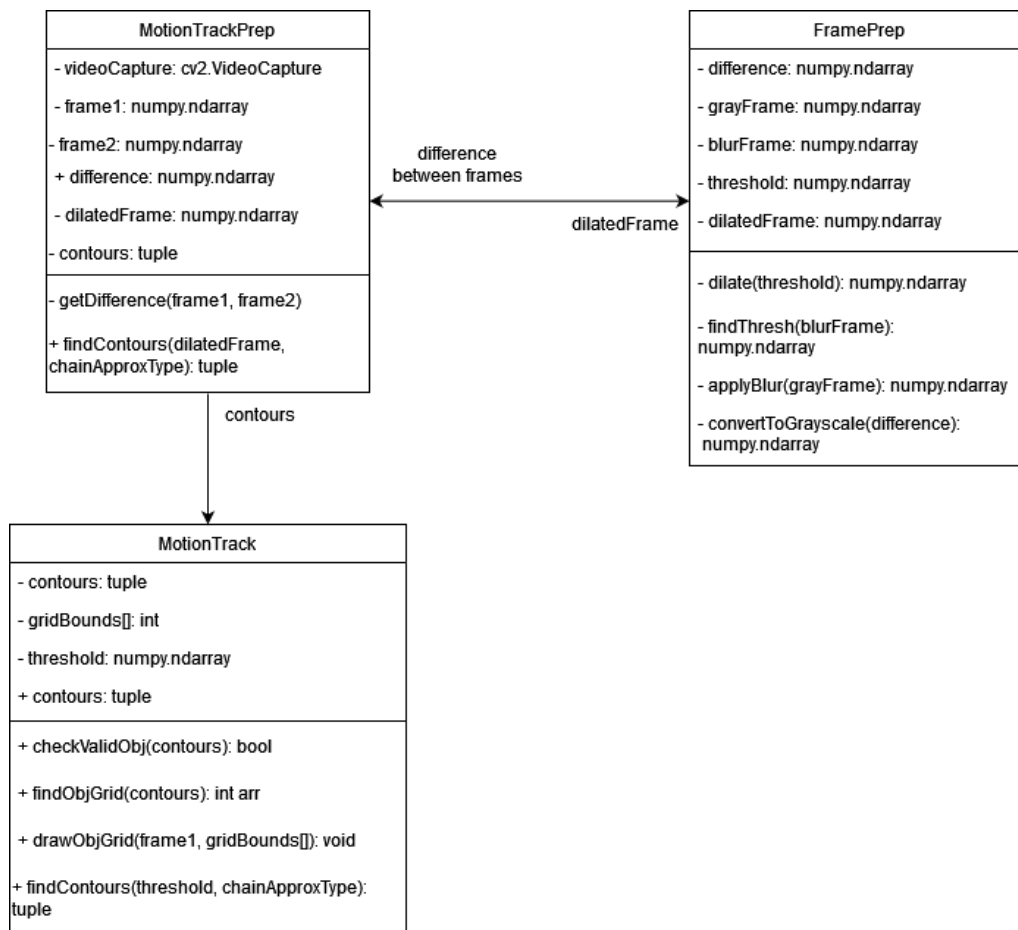 MotionTrackPrep
- videoCapture: cv2.VideoCapture
- frame1: numpy.ndarray
- frame2: numpy.ndarray
+ difference: numpy.ndarray
- dilatedFrame: numpy.ndarray
- contours: tuple
- getDifference(frame1, frame2)
+ findContours(dilatedFrame,
chainApproxType): tuple
difference
between frames
dilatedFrame
FramePrep
- difference: numpy.ndarray
- grayFrame: numpy.ndarray
- blurFrame: numpy.ndarray
- threshold: numpy.ndarray
- dilatedFrame: numpy.ndarray
- dilate(threshold): numpy.ndarray
- findThresh(blurFrame):
numpy.ndarray
- applyBlur(grayFrame): numpy.ndarray
- convertToGrayscale(difference):
numpy.ndarray
contours
MotionTrack
- contours: tuple
- gridBounds[]: int
- threshold: numpy.ndarray
+ contours: tuple
+ checkValidObj(contours): bool
+ findObjGrid(contours): int arr
+ drawObjGrid(frame1, gridBounds[]): void
+ findContours(threshold, chainApproxType):
tuple